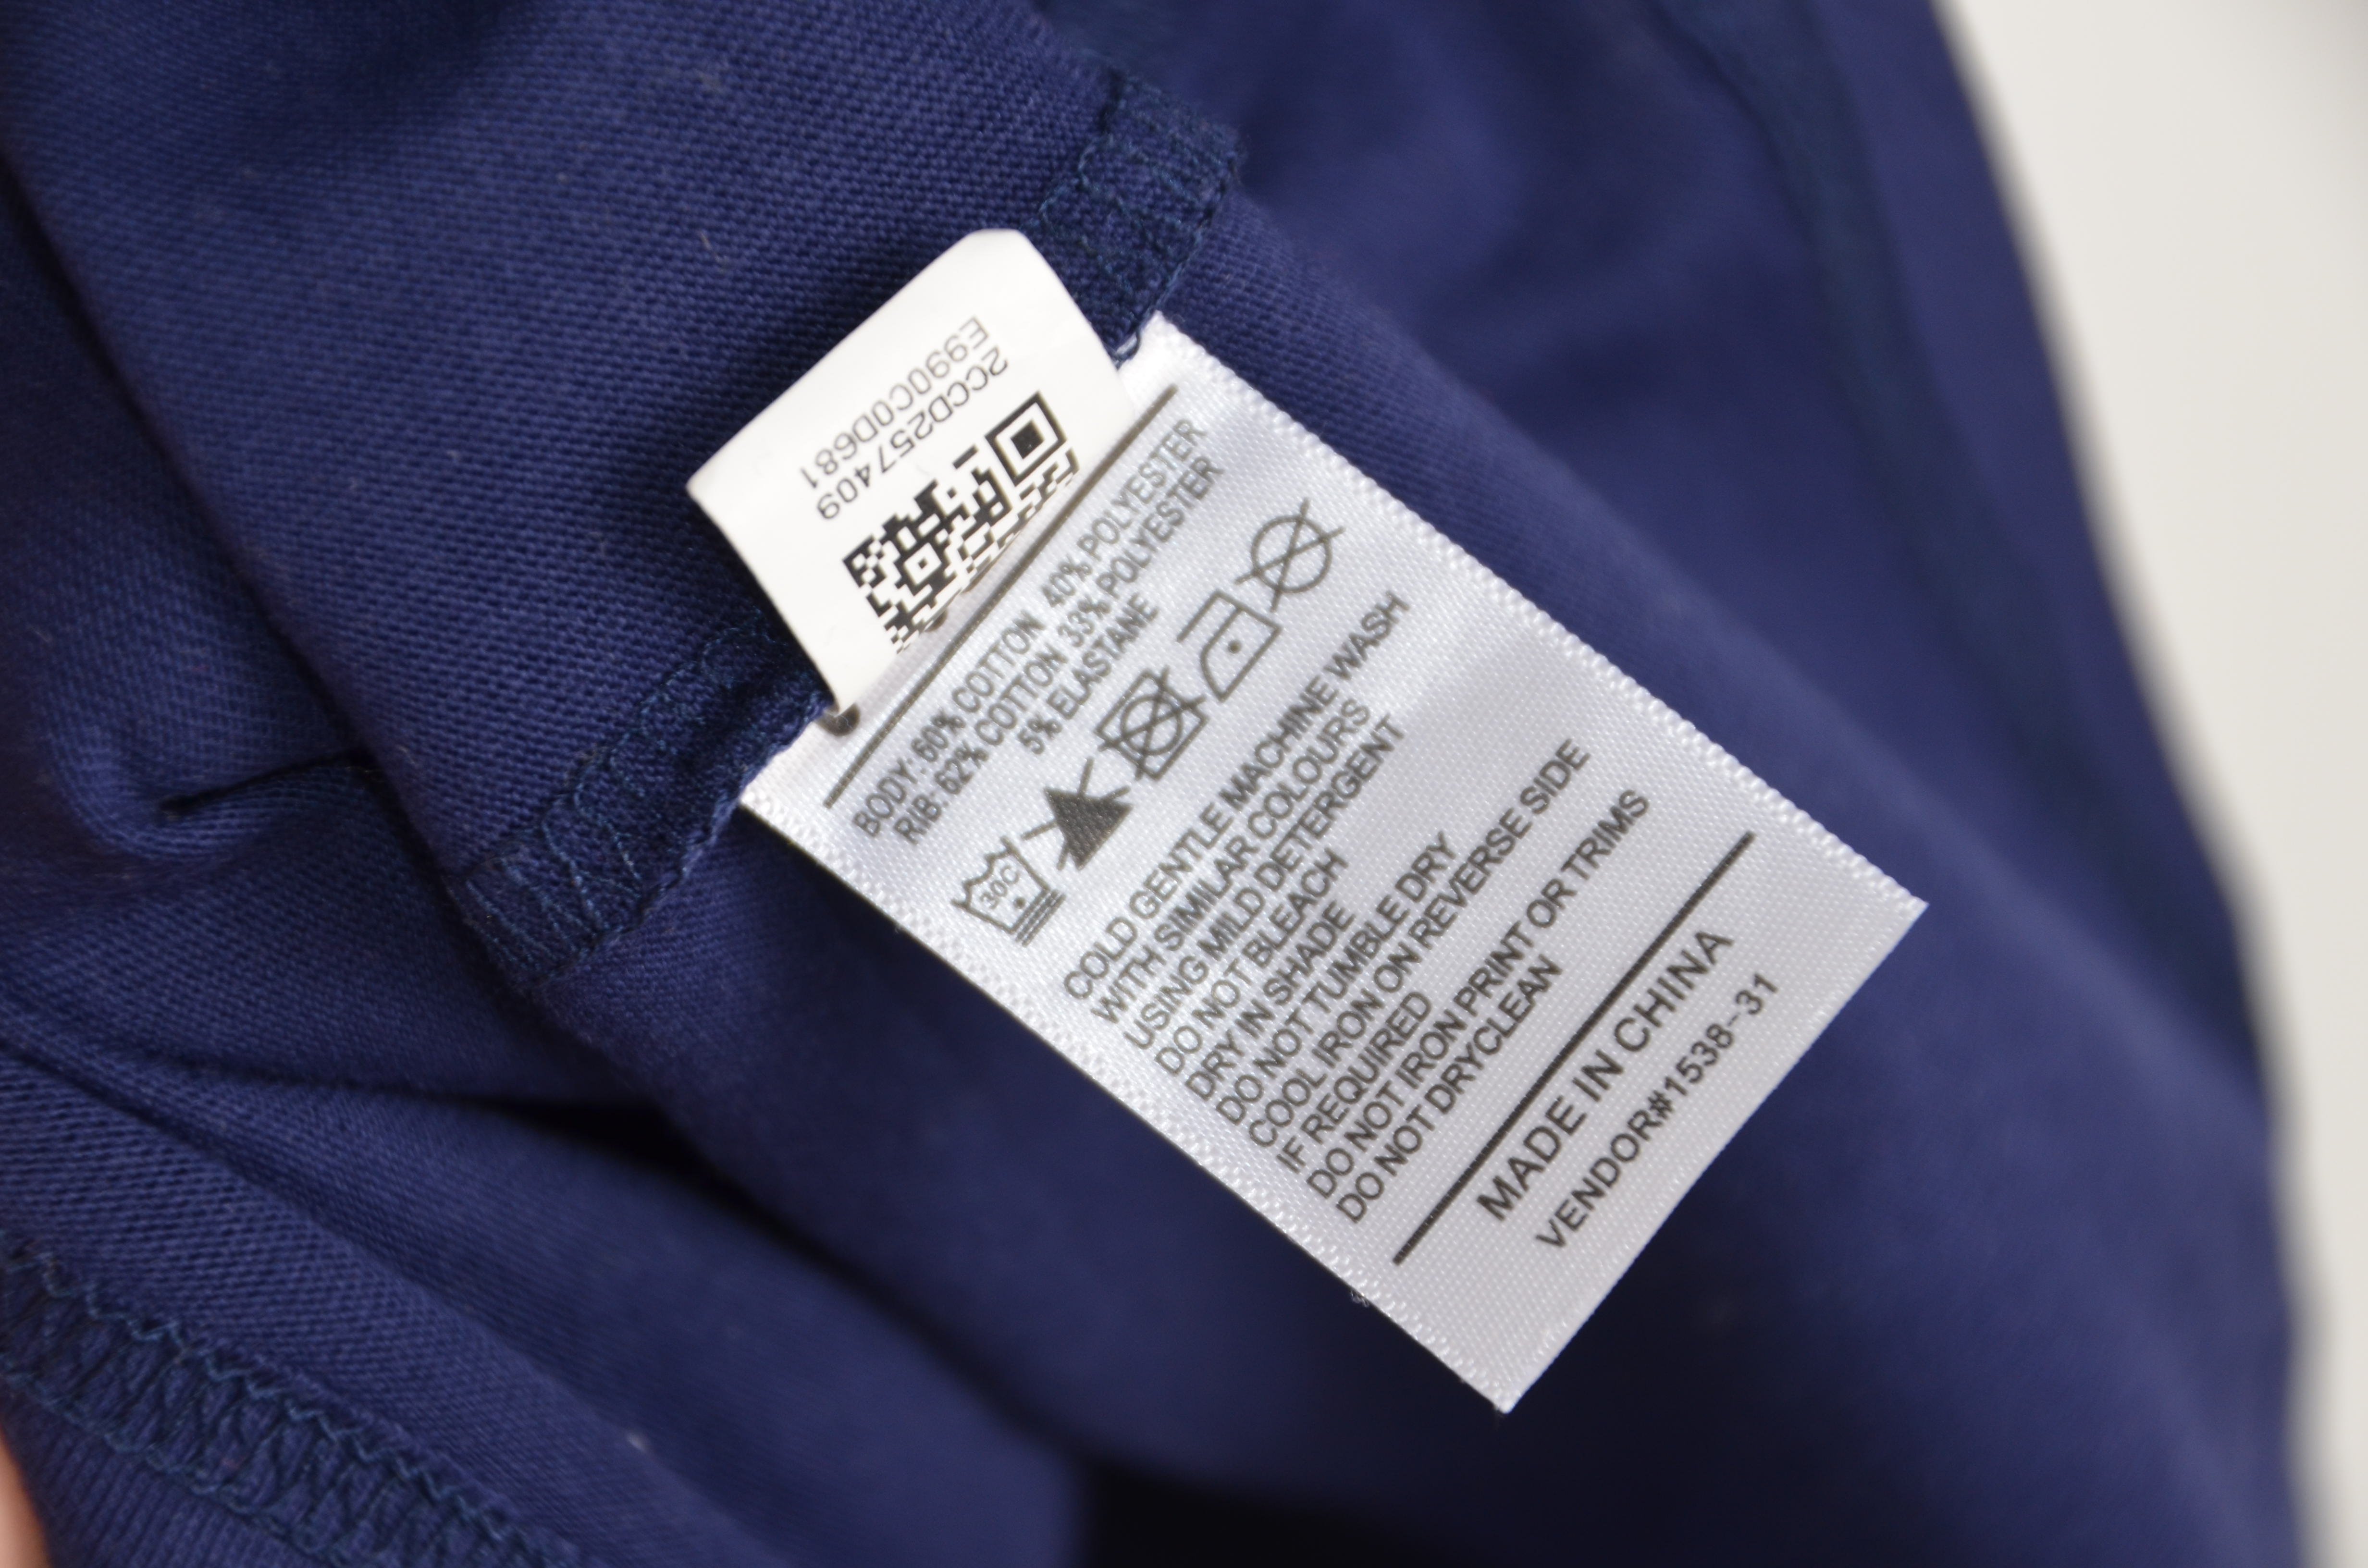 E990C0D681
2CCD257409
BODY: 60% COTTON 40% POLYESTER
RIB: 62% COTTON 33% POLYESTER
5% ELASTANE
30C
COLD GENTLE MACHINE WASH
WITH SIMILAR COLOURS
USING MILD DETERGENT
DO NOT BLEACH
DRY IN SHADE
DO NOT TUMBLE DRY
COOL IRON ON REVERSE SIDE
IF REQUIRED
DO NOT IRON PRINT OR TRIMS
DO NOT DRYCLEAN
MADE IN CHINA
VENDOR#1538-31